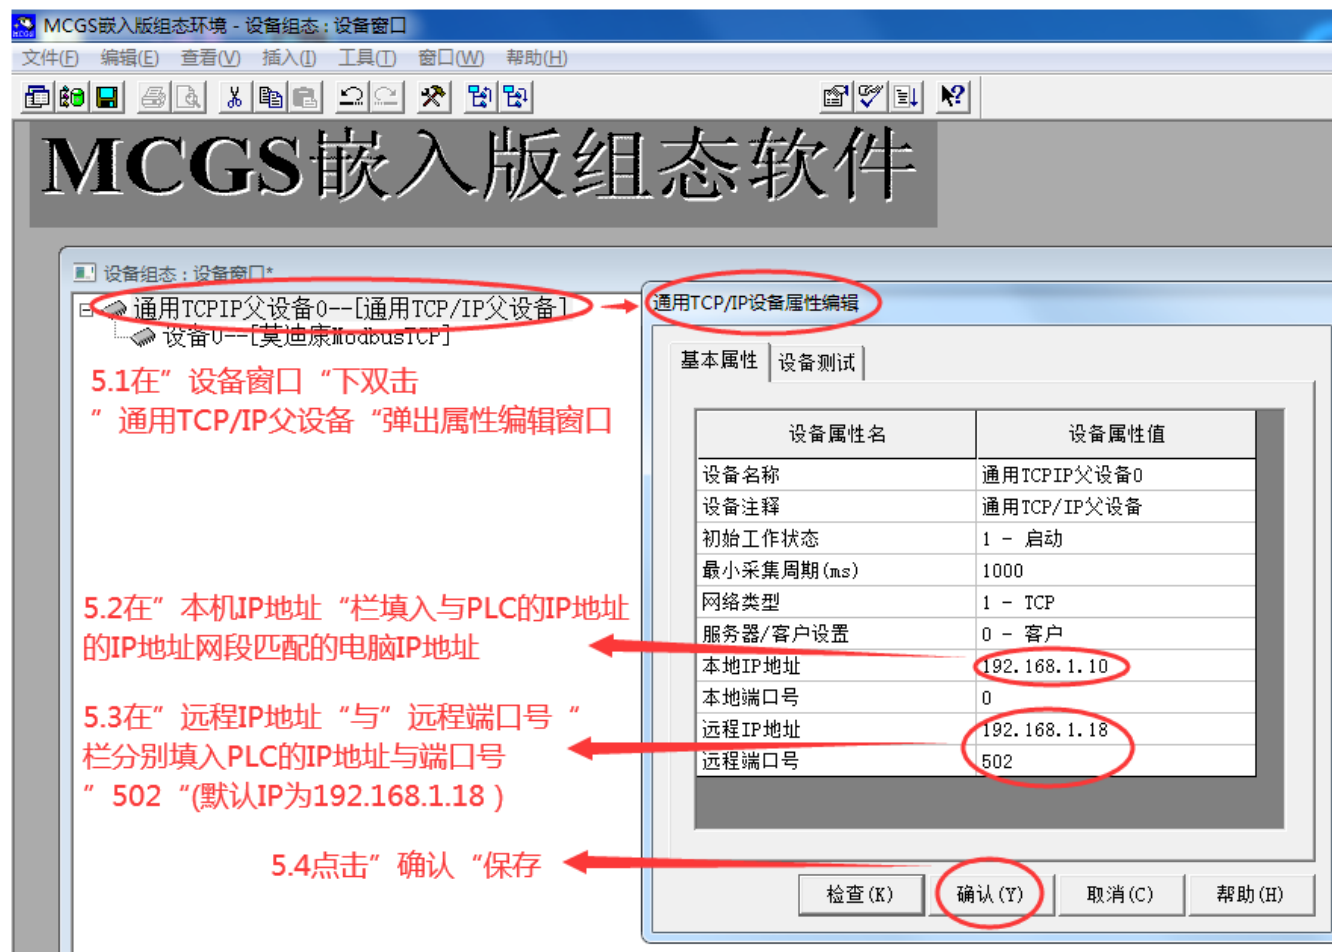 MCGS嵌入版组态环境 - 设备组态 : 设备窗口
文件(F) 编辑(E) 查看(V) 插入(I) 工具(T) 窗口(W) 帮助(H)
MCGS嵌入版组态软件
设备组态 : 设备窗口*
通用TCPIP父设备0--[通用TCP/IP父设备]
设备0--[莫迪康ModbusTCP]
5.1在”设备窗口“下双击
“通用TCP/IP父设备“弹出属性编辑窗口
5.2在”本机IP地址“栏填入与PLC的IP地址
的IP地址网段匹配的电脑IP地址
5.3在”远程IP地址“与”远程端口号“
栏分别填入PLC的IP地址与端口号
”502“(默认IP为192.168.1.18 )
5.4点击”确认“保存
通用TCP/IP设备属性编辑
基本属性 设备测试
设备属性名 设备属性值
设备名称 通用TCPIP父设备0
设备注释 通用TCP/IP父设备
初始工作状态 1 - 启动
最小采集周期(ms) 1000
网络类型 1 - TCP
服务器/客户设置 0 - 客户
本地IP地址 192.168.1.10
本地端口号 0
远程IP地址 192.168.1.18
远程端口号 502
检查(K) 确认(Y) 取消(C) 帮助(H)